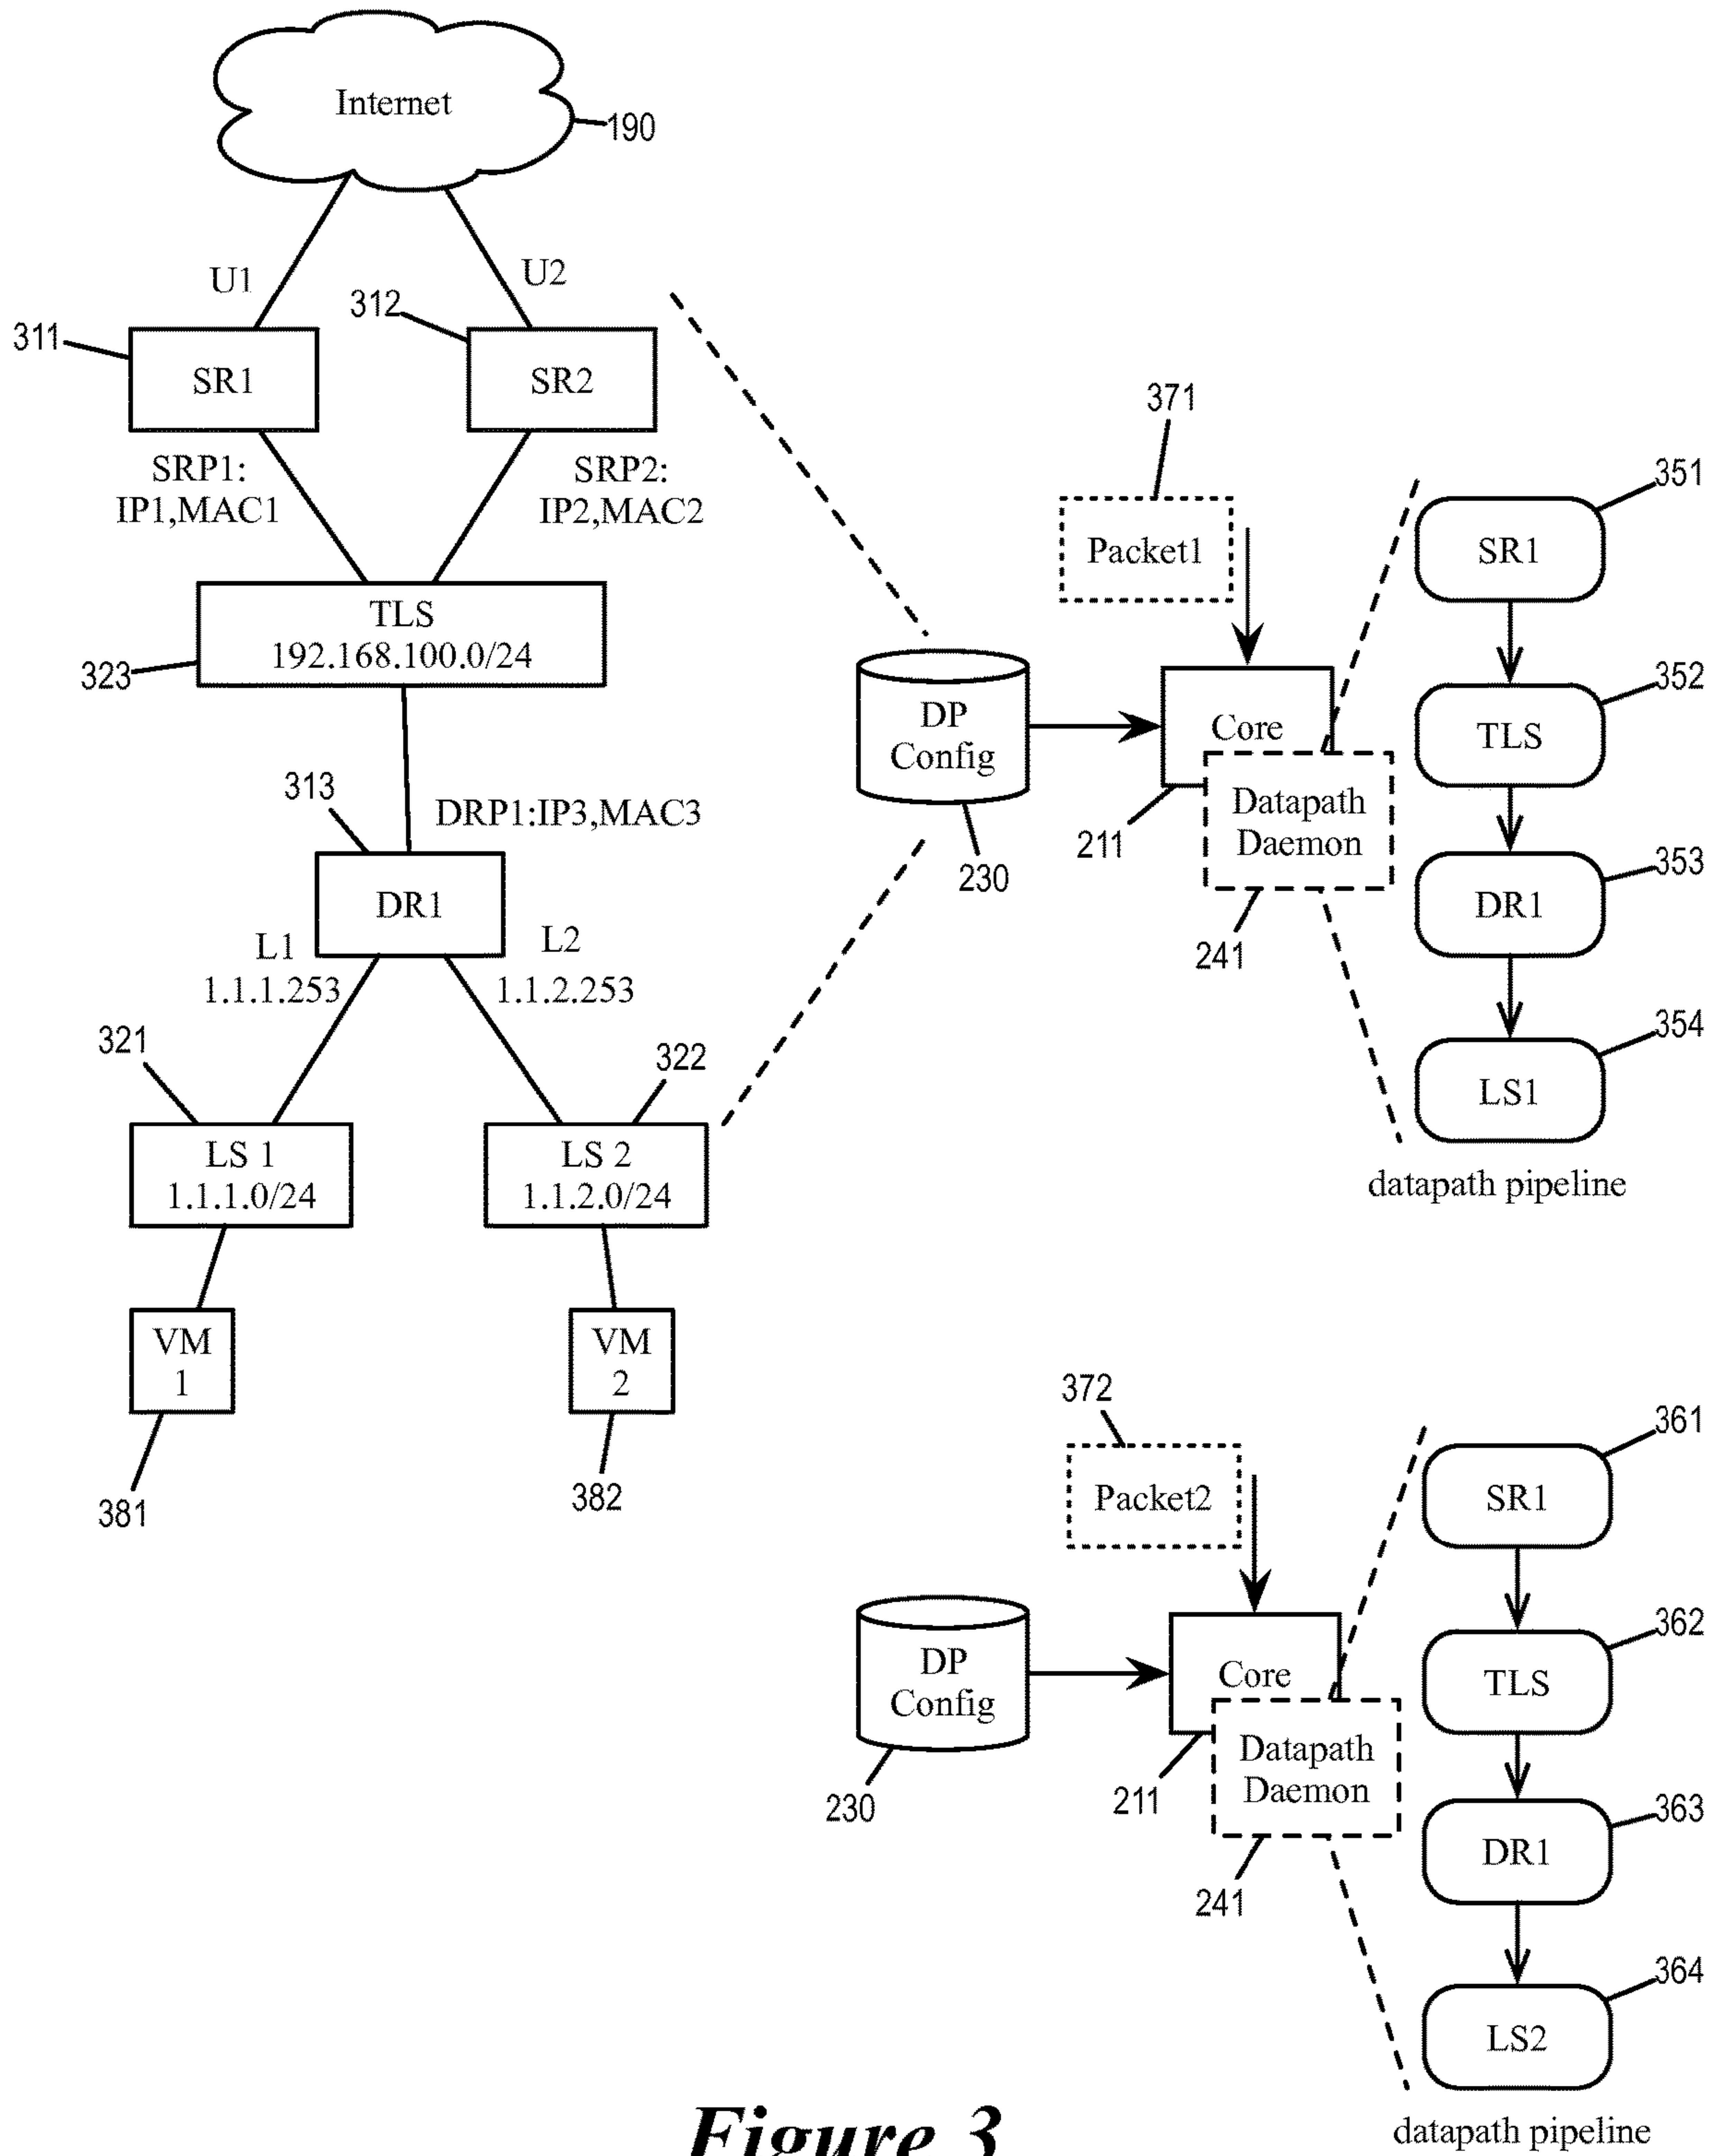 Internet
190
U1
U2
311
312
SR1
SR2
SRP1:
IP1,MAC1
SRP2:
IP2,MAC2
TLS
192.168.100.0/24
323
313
DRP1:IP3,MAC3
DR1
L1
1.1.1.253
L2
1.1.2.253
321
322
LS 1
1.1.1.0/24
LS 2
1.1.2.0/24
VM
1
VM
2
381
382
371
Packet1
DP
Config
230
Core
211
Datapath
Daemon
241
351
SR1
352
TLS
353
DR1
354
LS1
datapath pipeline
372
Packet2
DP
Config
230
Core
211
Datapath
Daemon
241
361
SR1
362
TLS
363
DR1
364
LS2
datapath pipeline
Figure 3